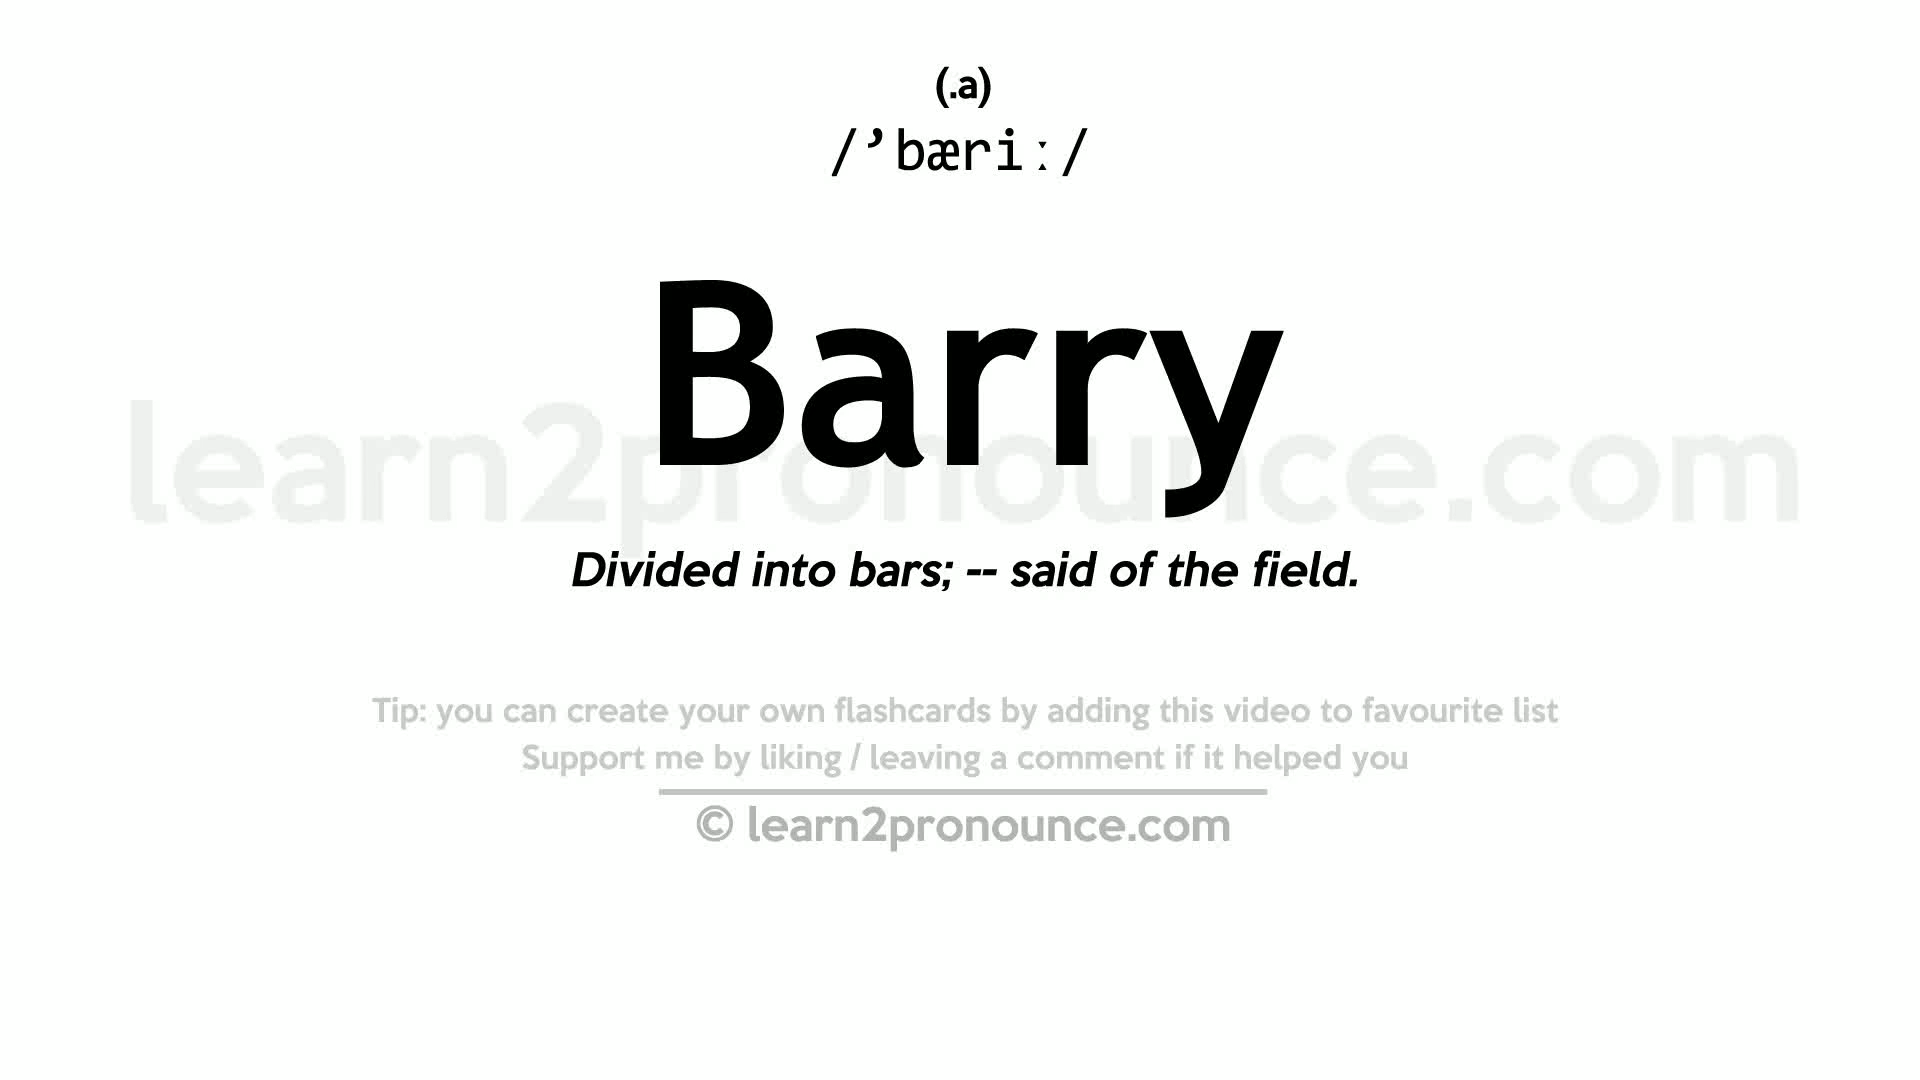 (.a)
/’bæriː/
Barry
learn2pronounce.com
Divided into bars; -- said of the field.
Tip: you can create your own flashcards by adding this video to favourite list
Support me by liking / leaving a comment if it helped you
© learn2pronounce.com